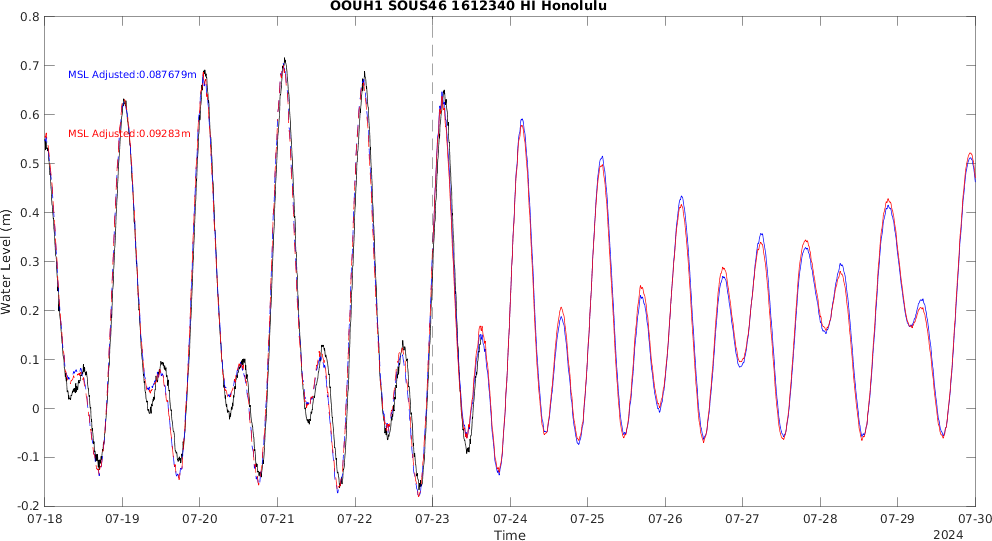 OOUH1 SOUS46 1612340 HI Honolulu
0.8
0.7
MSL Adjusted:0.087679m
0.6
MSL Adjusted:0.09283m
0.5
0.4
0.3
0.2
0.1
0
-0.1
-0.2
Water Level (m)
07-18 07-19 07-20 07-21 07-22 07-23 07-24 07-25 07-26 07-27 07-28 07-29 07-30
Time
2024